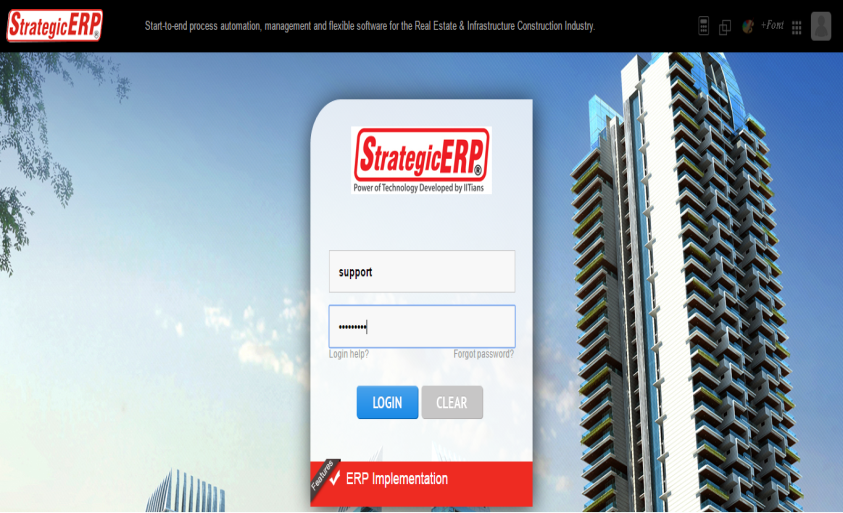 StrategicERP®
Start-to-end process automation, management and flexible software for the Real Estate & Infrastructure Construction Industry.
+Font
StrategicERP®
Power of Technology Developed by IITians
support
•••••••••
Login help? Forgot password?
LOGIN CLEAR
Features
ERP Implementation